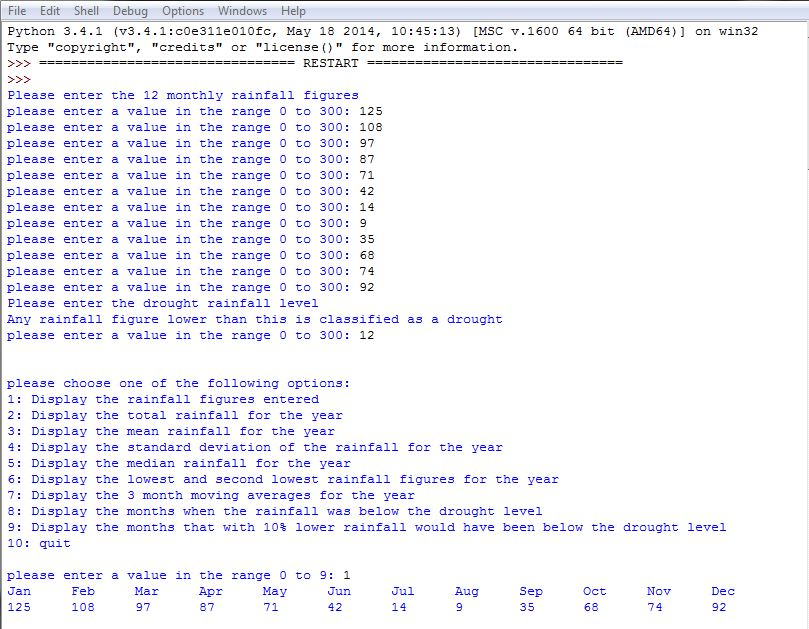 File Edit Shell Debug Options Windows Help
Python 3.4.1 (v3.4.1:c0e311e010fc, May 18 2014, 10:45:13) [MSC v.1600 64 bit (AMD64)] on win32
Type "copyright", "credits" or "license()" for more information.
>>> ================================ RESTART ================================
>>>
Please enter the 12 monthly rainfall figures
please enter a value in the range 0 to 300: 125
please enter a value in the range 0 to 300: 108
please enter a value in the range 0 to 300: 97
please enter a value in the range 0 to 300: 87
please enter a value in the range 0 to 300: 71
please enter a value in the range 0 to 300: 42
please enter a value in the range 0 to 300: 14
please enter a value in the range 0 to 300: 9
please enter a value in the range 0 to 300: 35
please enter a value in the range 0 to 300: 68
please enter a value in the range 0 to 300: 74
please enter a value in the range 0 to 300: 92
Please enter the drought rainfall level
Any rainfall figure lower than this is classified as a drought
please enter a value in the range 0 to 300: 12
please choose one of the following options:
1: Display the rainfall figures entered
2: Display the total rainfall for the year
3: Display the mean rainfall for the year
4: Display the standard deviation of the rainfall for the year
5: Display the median rainfall for the year
6: Display the lowest and second lowest rainfall figures for the year
7: Display the 3 month moving averages for the year
8: Display the months when the rainfall was below the drought level
9: Display the months that with 10% lower rainfall would have been below the drought level
10: quit
please enter a value in the range 0 to 9: 1
Jan Feb Mar Apr May Jun Jul Aug Sep Oct Nov Dec
125 108 97 87 71 42 14 9 35 68 74 92